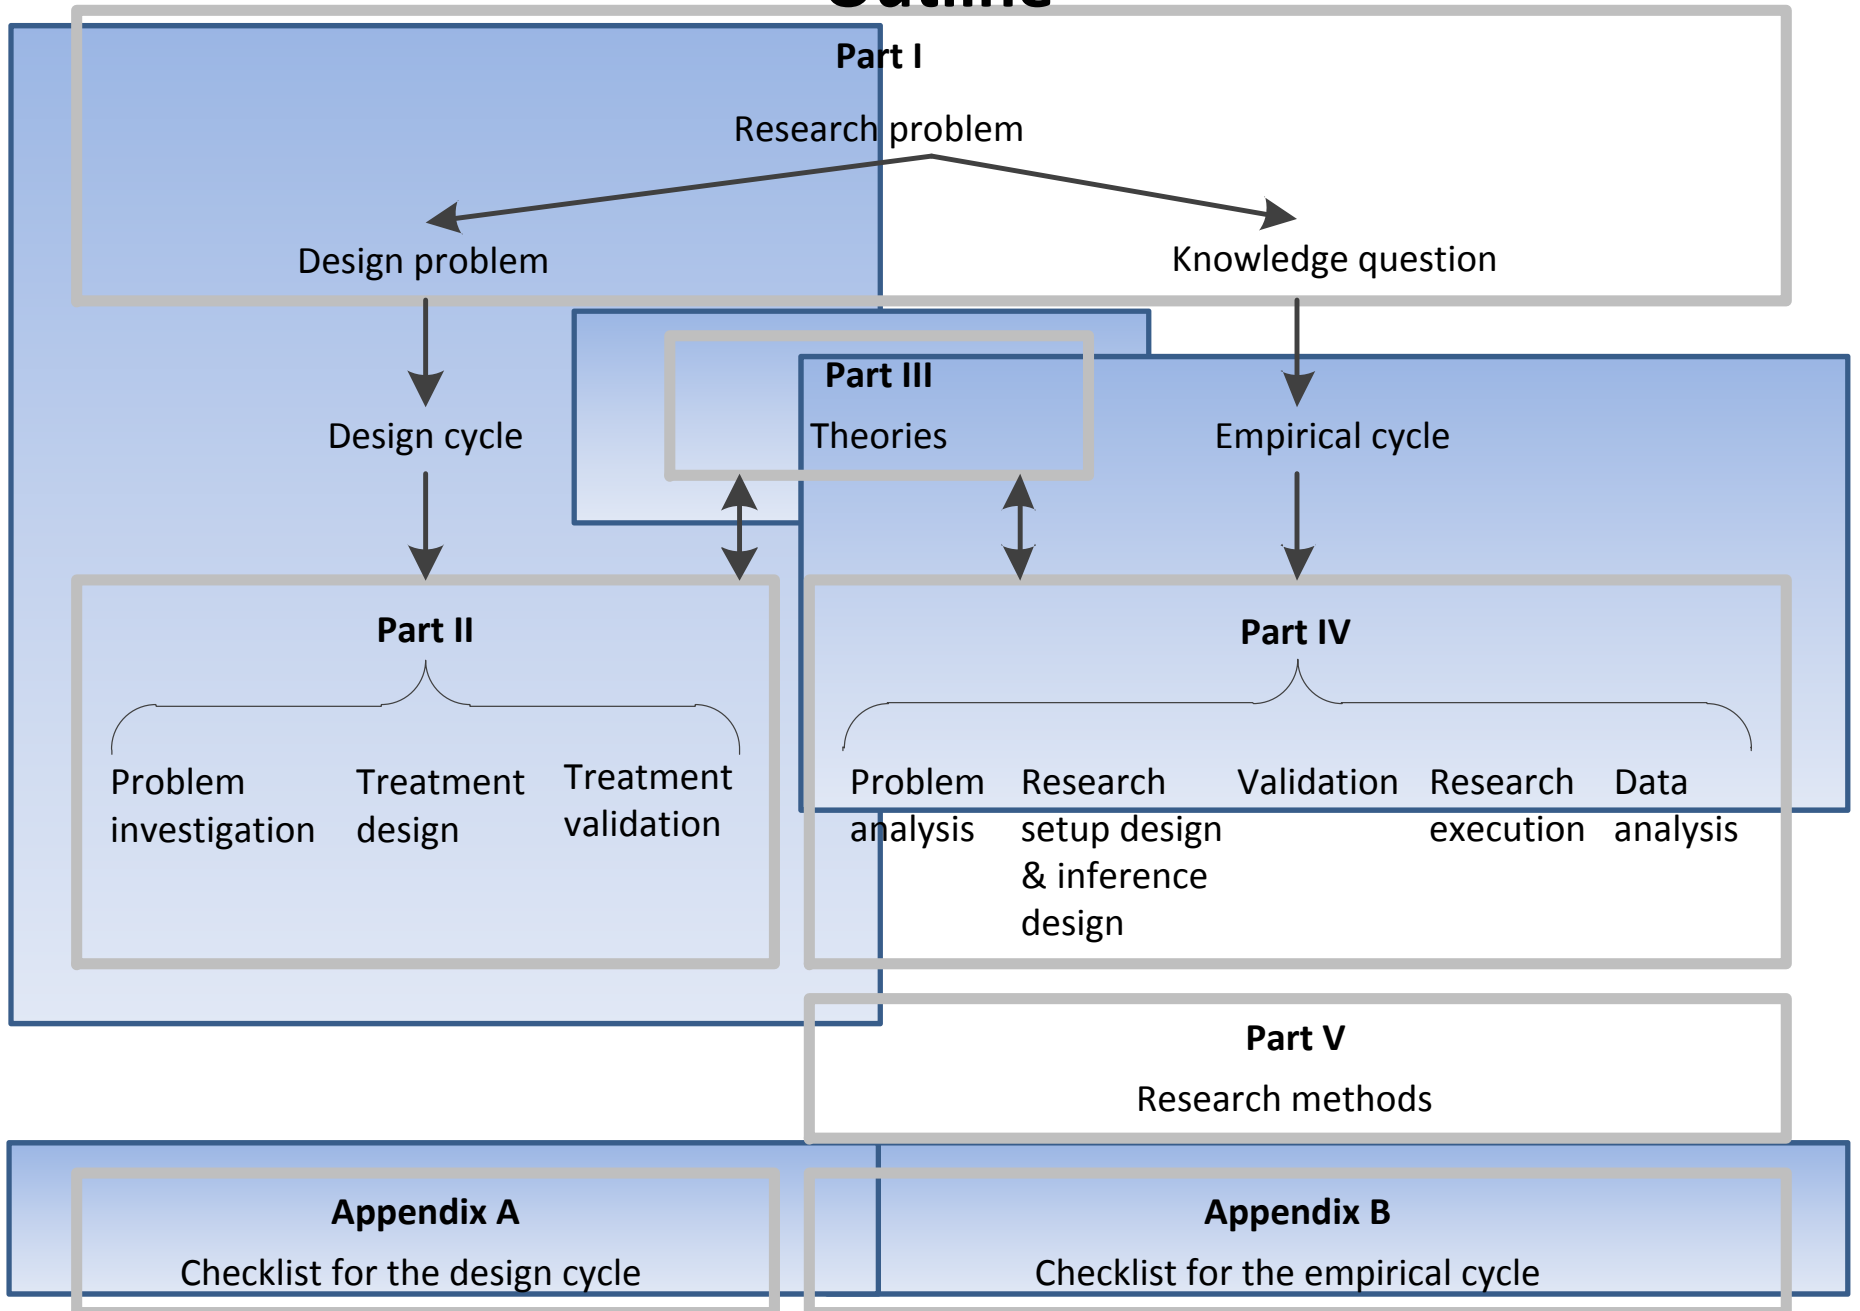 Outline
Part I
Research problem
Design problem
Knowledge question
Part III
Theories
Design cycle
Empirical cycle
Part II
Problem
investigation
Treatment
design
Treatment
validation
Part IV
Problem
analysis
Research
setup design
& inference
design
Validation
Research
execution
Data
analysis
Part V
Research methods
Appendix A
Checklist for the design cycle
Appendix B
Checklist for the empirical cycle